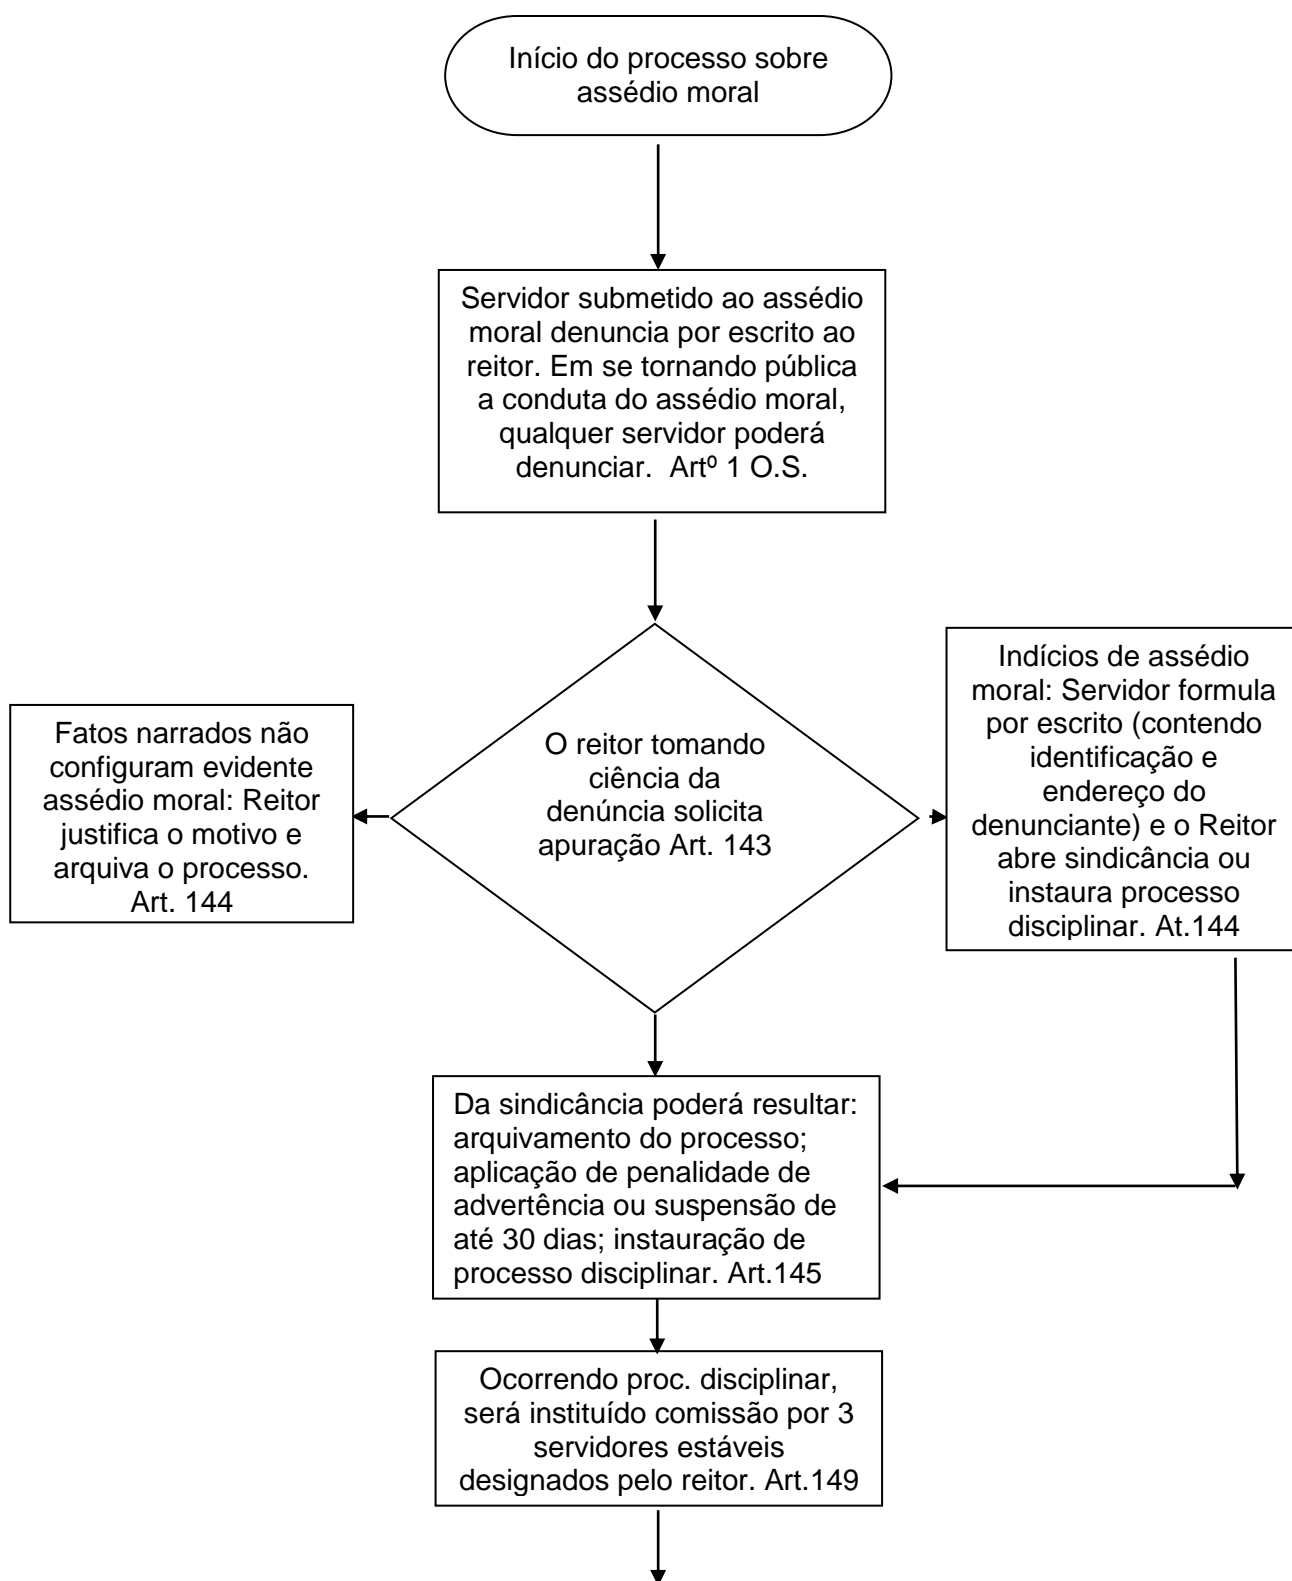 Início do processo sobre
assédio moral
Servidor submetido ao assédio
moral denuncia por escrito ao
reitor. Em se tornando pública
a conduta do assédio moral,
qualquer servidor poderá
denunciar.  Artº 1 O.S.
Fatos narrados não
configuram evidente
assédio moral: Reitor
justifica o motivo e
arquiva o processo.
Art. 144
O reitor tomando
ciência da
denúncia solicita
apuração Art. 143
Indícios de assédio
moral: Servidor formula
por escrito (contendo
identificação e
endereço do
denunciante) e o Reitor
abre sindicância ou
instaura processo
disciplinar. At.144
Da sindicância poderá resultar:
arquivamento do processo;
aplicação de penalidade de
advertência ou suspensão de
até 30 dias; instauração de
processo disciplinar. Art.145
Ocorrendo proc. disciplinar,
será instituído comissão por 3
servidores estáveis
designados pelo reitor. Art.149